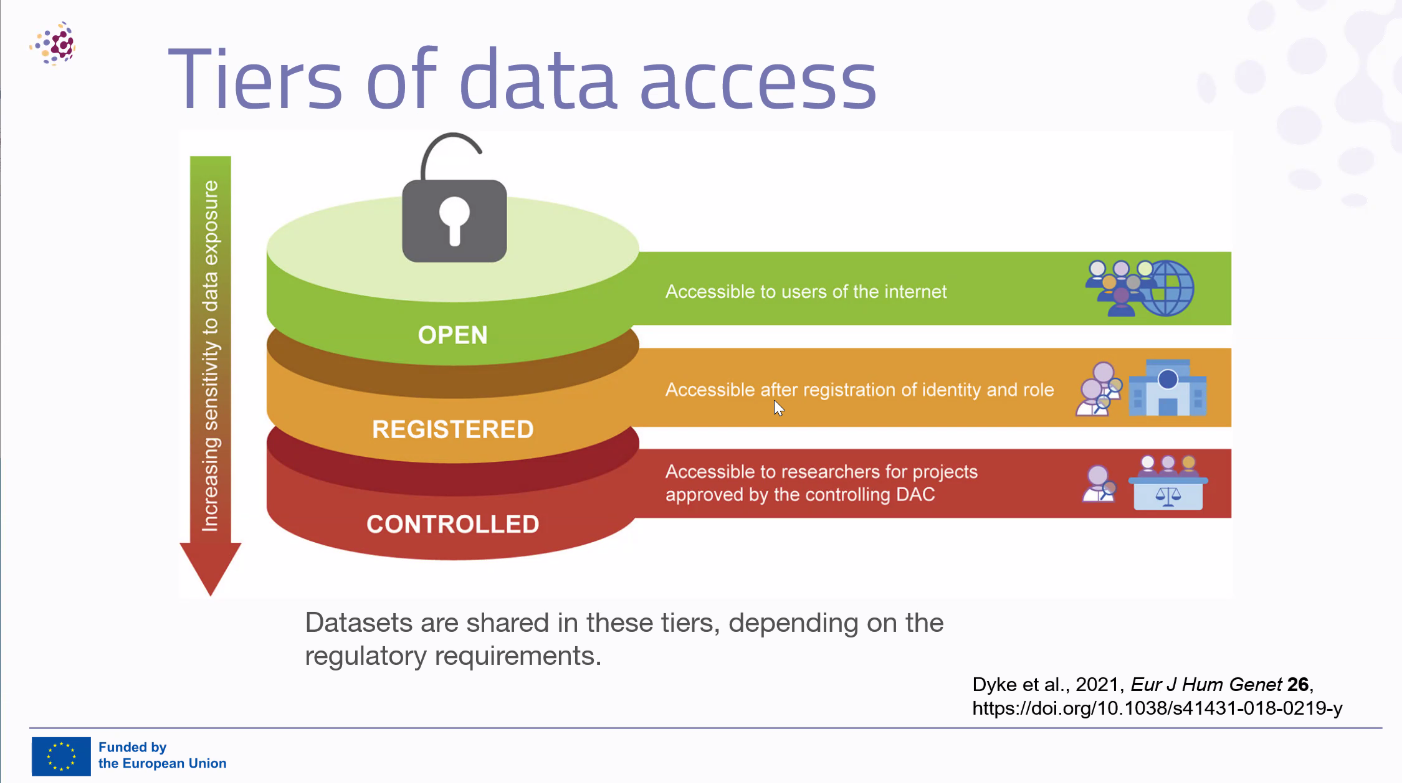 Tiers of data access
Increasing sensitivity to data exposure
OPEN
Accessible to users of the internet
REGISTERED
Accessible after registration of identity and role
CONTROLLED
Accessible to researchers for projects
approved by the controlling DAC
Datasets are shared in these tiers, depending on the
regulatory requirements.
Dyke et al., 2021, Eur J Hum Genet 26,
https://doi.org/10.1038/s41431-018-0219-y
Funded by
the European Union